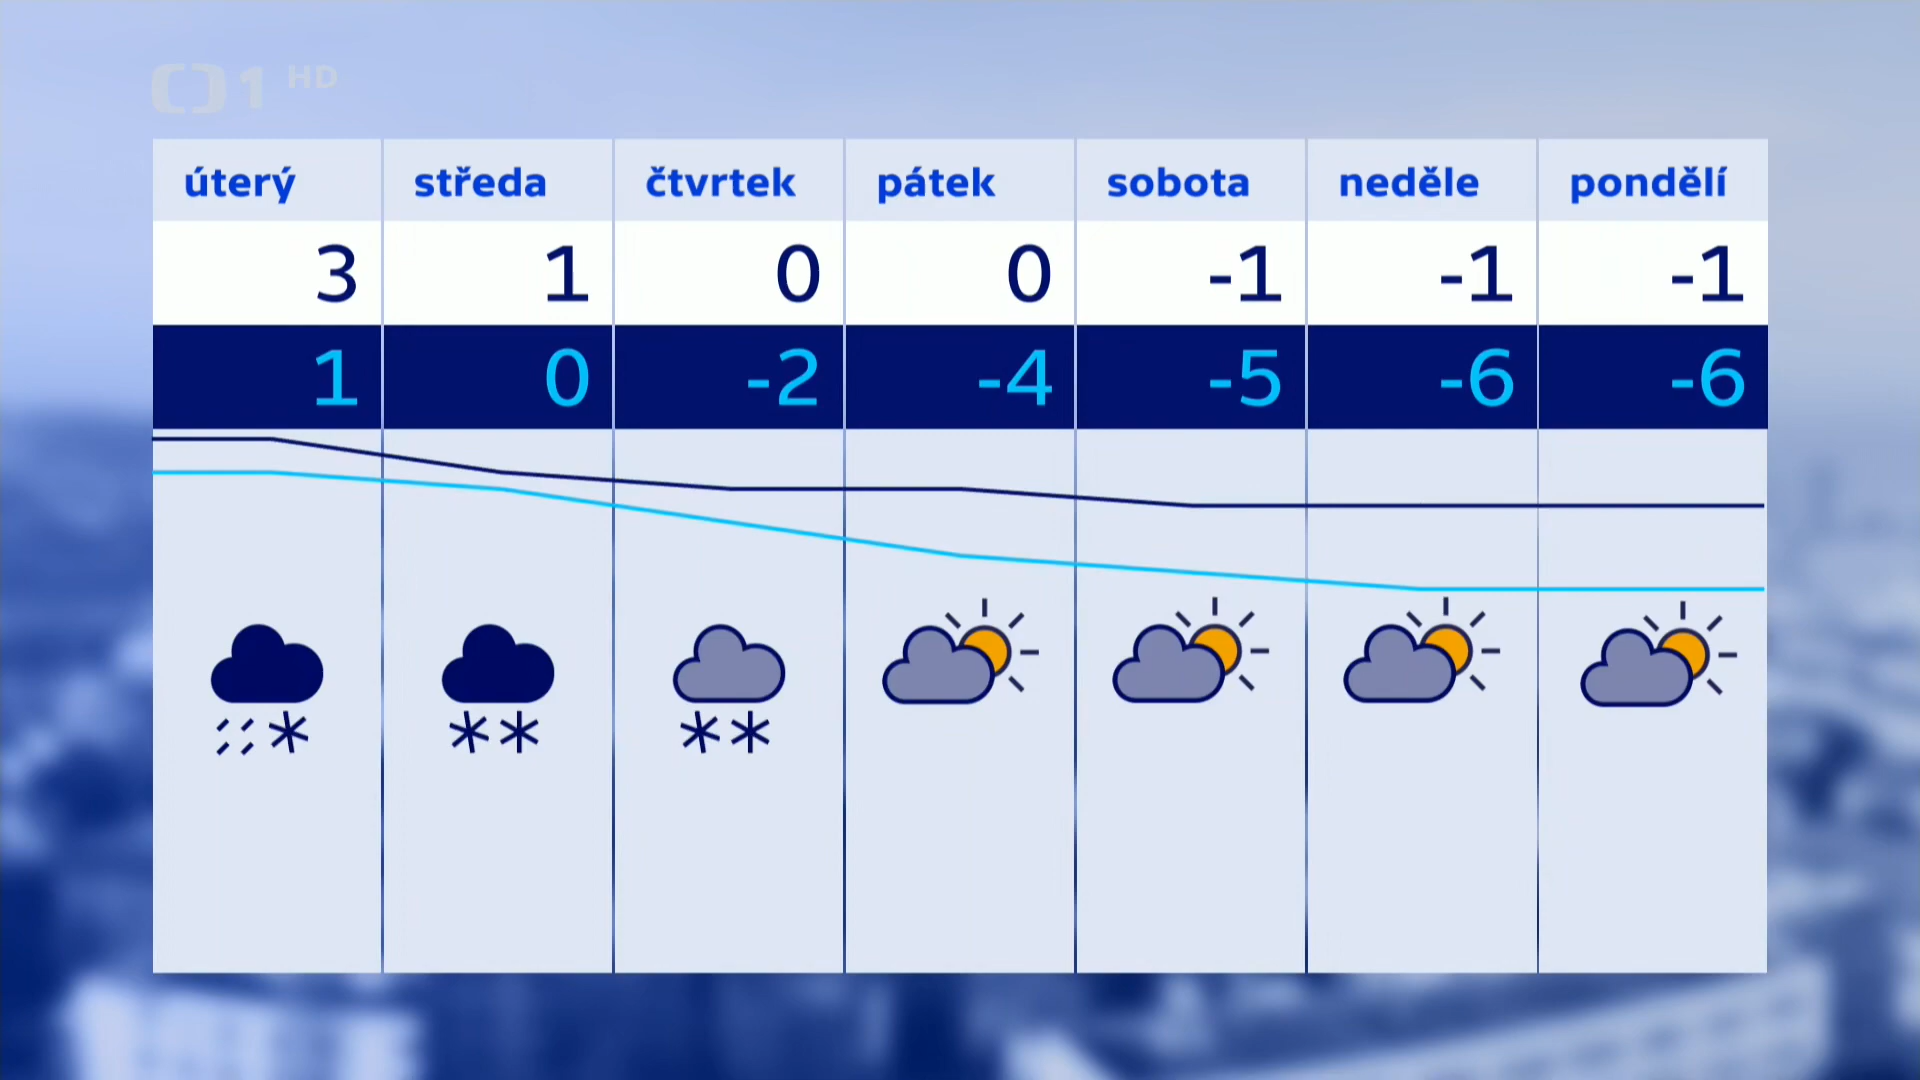 1 HD
úterý středa čtvrtek pátek sobota neděle pondělí
3 1 0 0 -1 -1 -1
1 0 -2 -4 -5 -6 -6